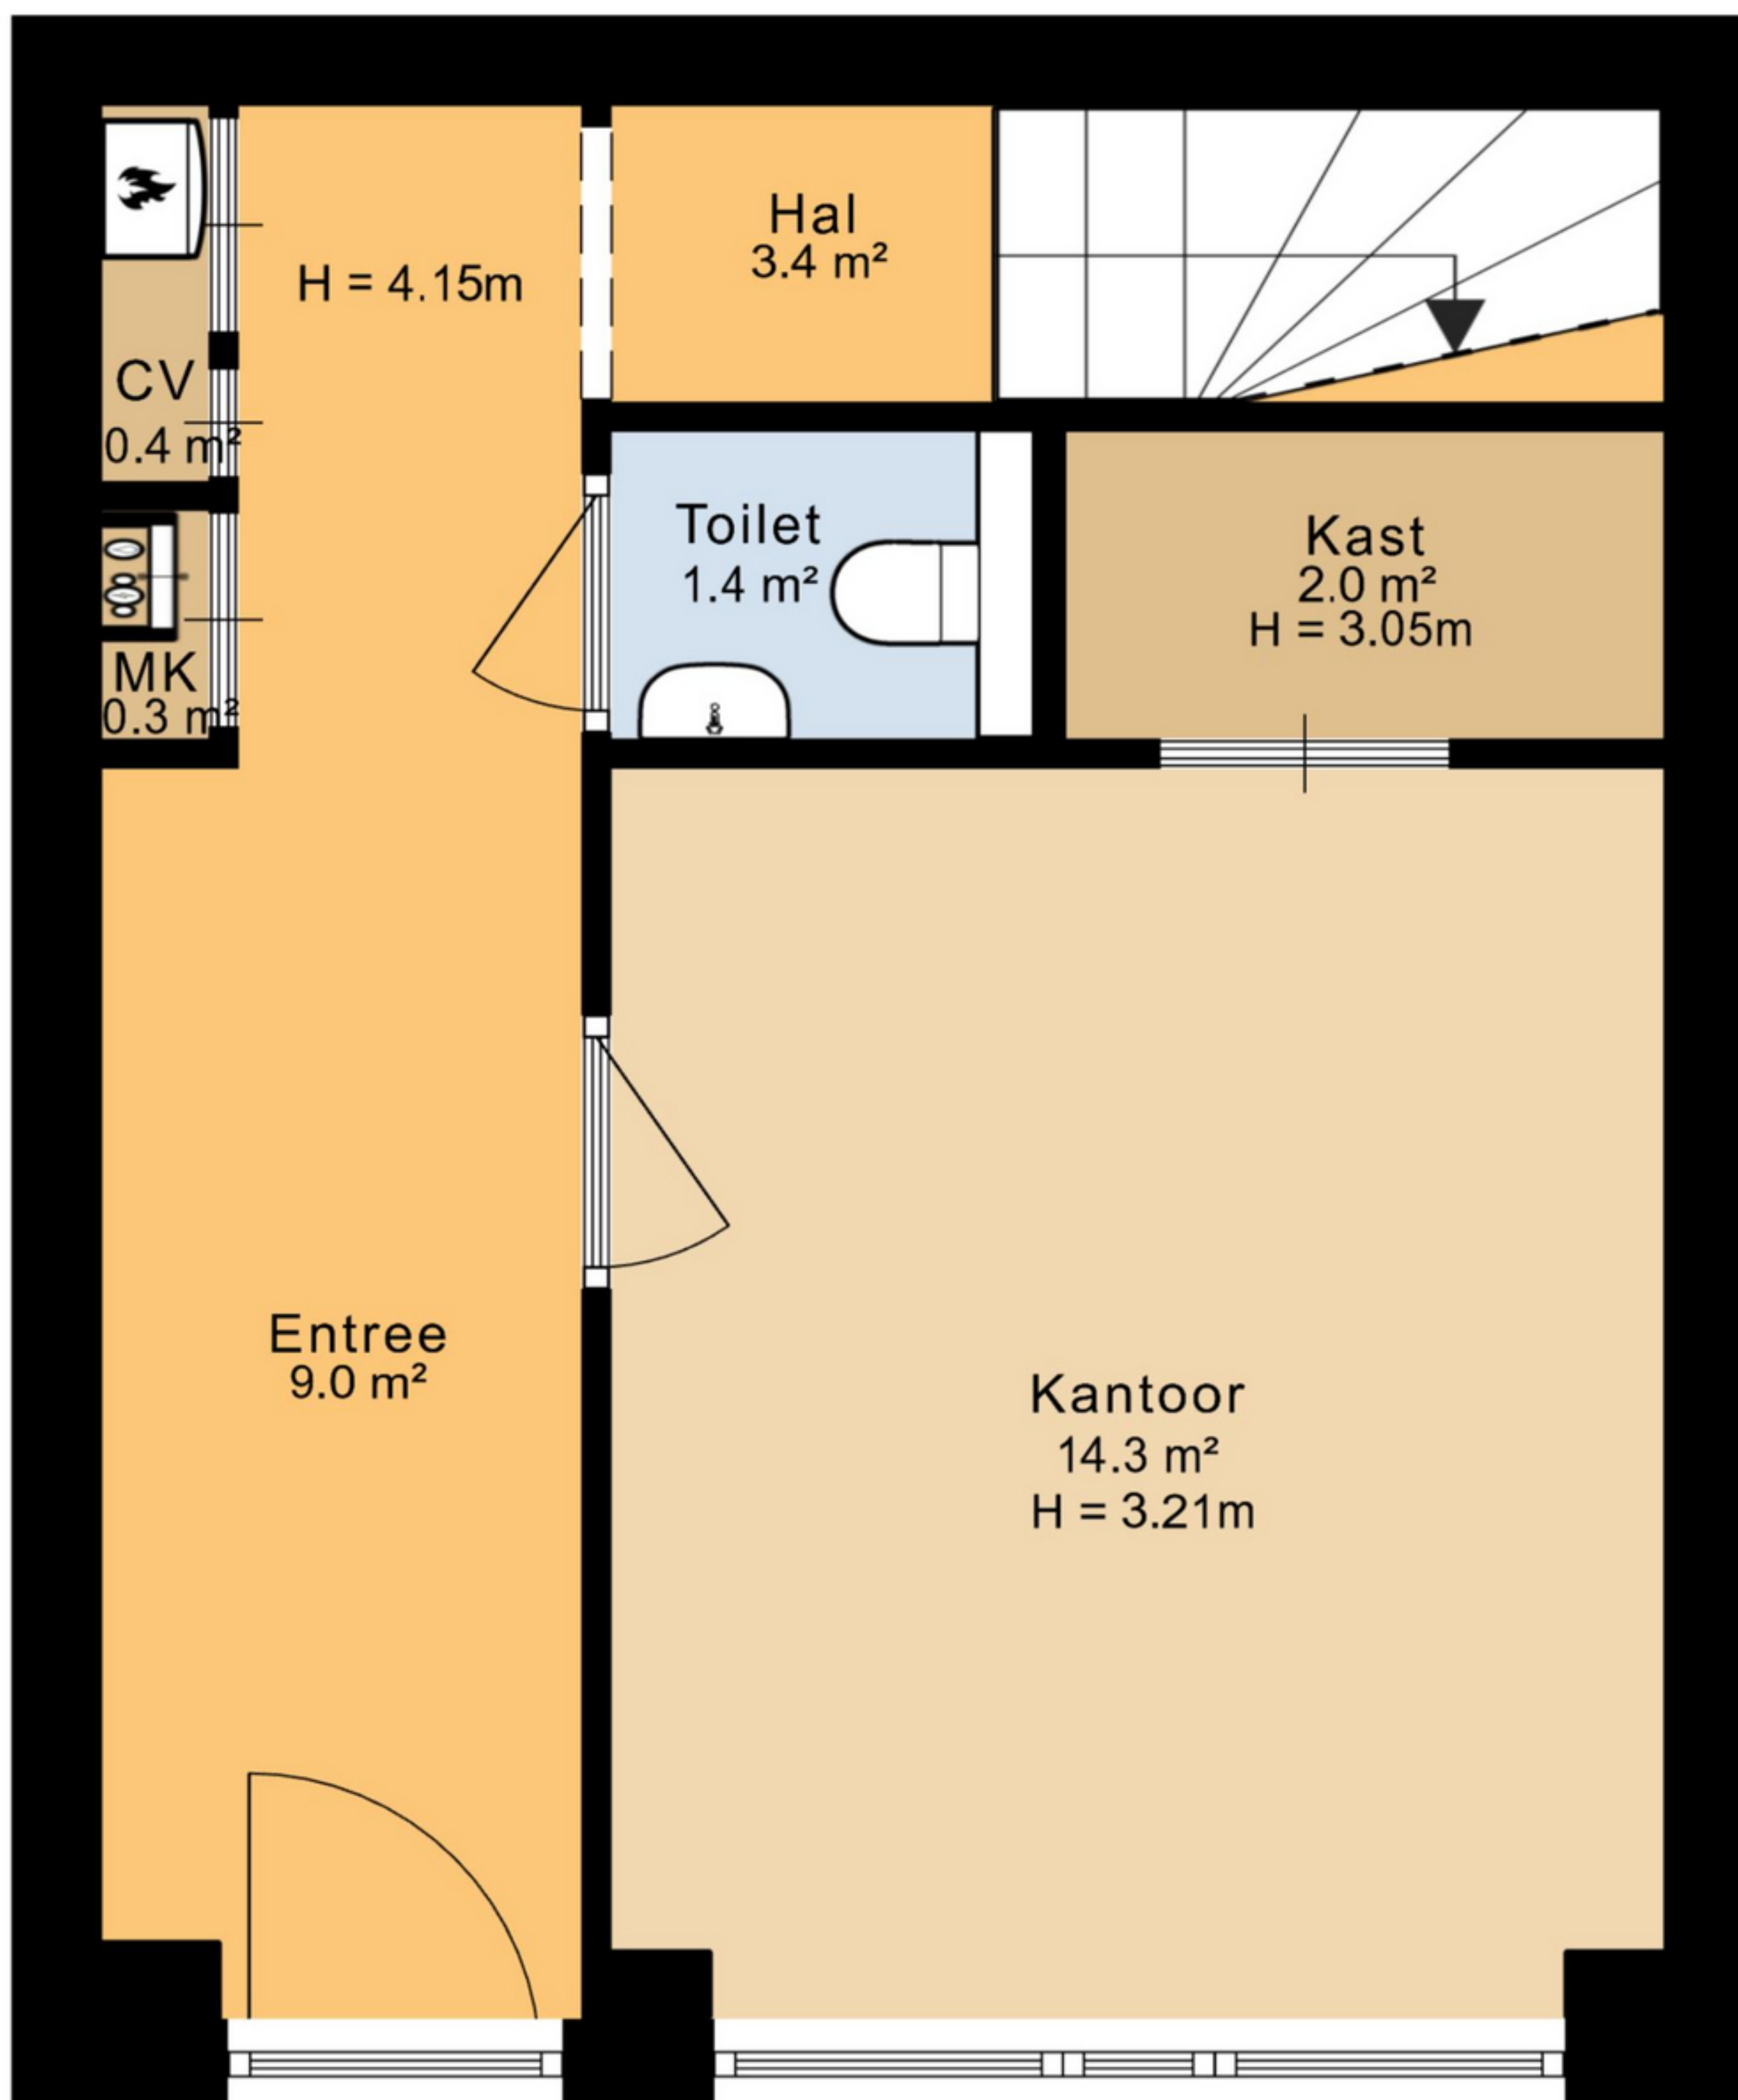 Hal
3.4 m²
H = 4.15m
CV
0.4 m²
Toilet
1.4 m²
Kast
2.0 m²
H = 3.05m
MK
0.3 m²
Entree
9.0 m²
Kantoor
14.3 m²
H = 3.21m